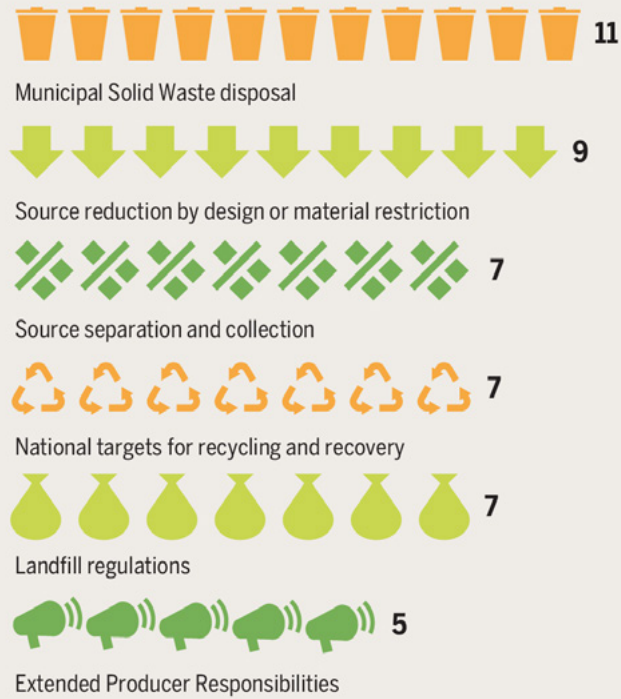 11
Municipal Solid Waste disposal
9
Source reduction by design or material restriction
7
Source separation and collection
7
National targets for recycling and recovery
7
Landfill regulations
5
Extended Producer Responsibilities